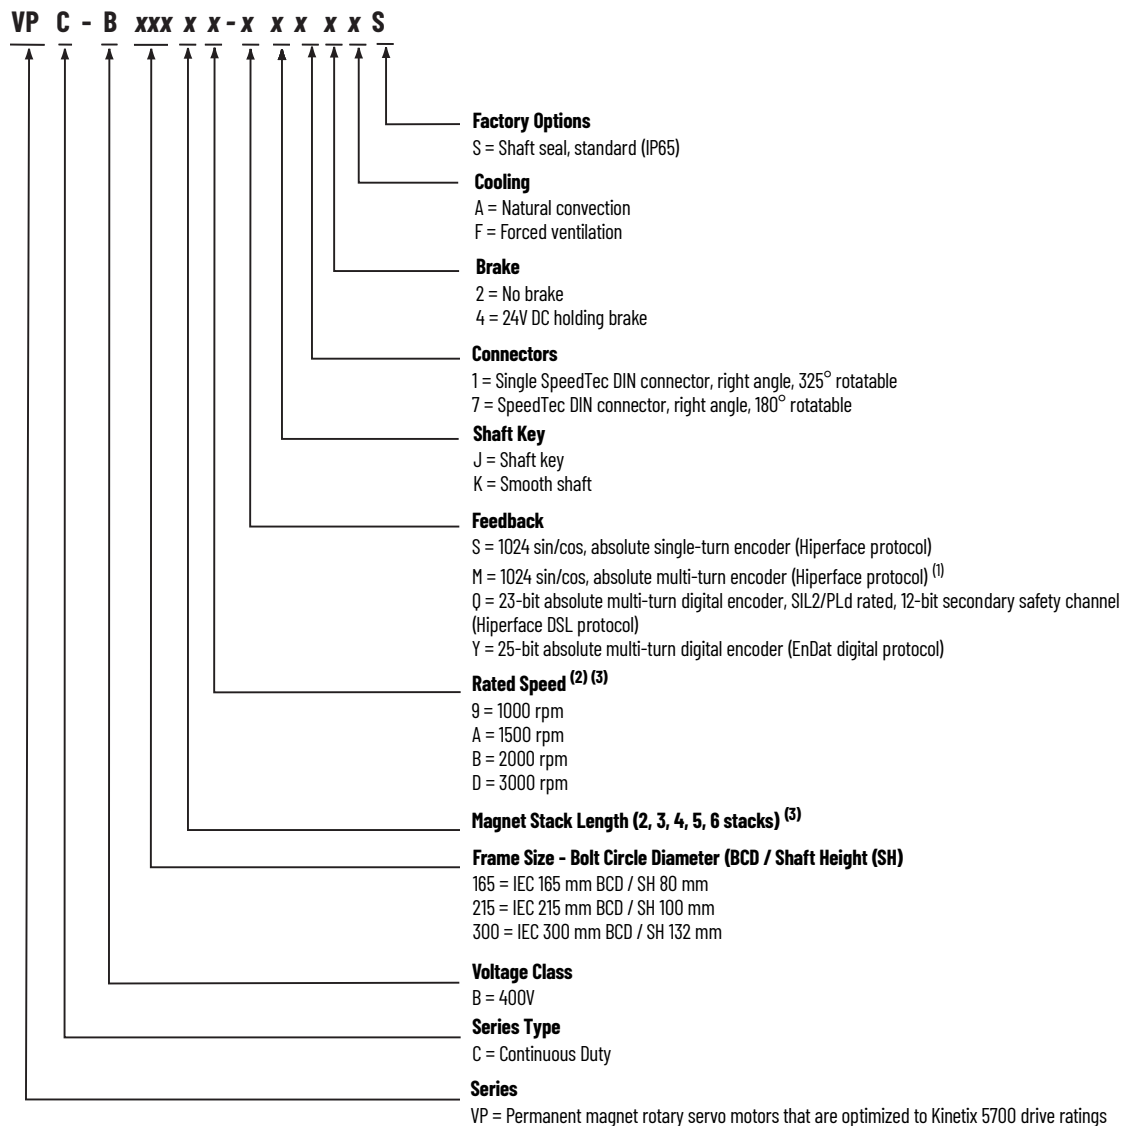 VP C - B xxx x x - x x x x x S
Factory Options
S = Shaft seal, standard (IP65)
Cooling
A = Natural convection
F = Forced ventilation
Brake
2 = No brake
4 = 24V DC holding brake
Connectors
1 = Single SpeedTec DIN connector, right angle, 325° rotatable
7 = SpeedTec DIN connector, right angle, 180° rotatable
Shaft Key
J = Shaft key
K = Smooth shaft
Feedback
S = 1024 sin/cos, absolute single-turn encoder (Hiperface protocol)
M = 1024 sin/cos, absolute multi-turn encoder (Hiperface protocol) (1)
Q = 23-bit absolute multi-turn digital encoder, SIL2/PLd rated, 12-bit secondary safety channel
(Hiperface DSL protocol)
Y = 25-bit absolute multi-turn digital encoder (EnDat digital protocol)
Rated Speed (2) (3)
9 = 1000 rpm
A = 1500 rpm
B = 2000 rpm
D = 3000 rpm
Magnet Stack Length (2, 3, 4, 5, 6 stacks) (3)
Frame Size - Bolt Circle Diameter (BCD / Shaft Height (SH)
165 = IEC 165 mm BCD / SH 80 mm
215 = IEC 215 mm BCD / SH 100 mm
300 = IEC 300 mm BCD / SH 132 mm
Voltage Class
B = 400V
Series Type
C = Continuous Duty
Series
VP = Permanent magnet rotary servo motors that are optimized to Kinetix 5700 drive ratings